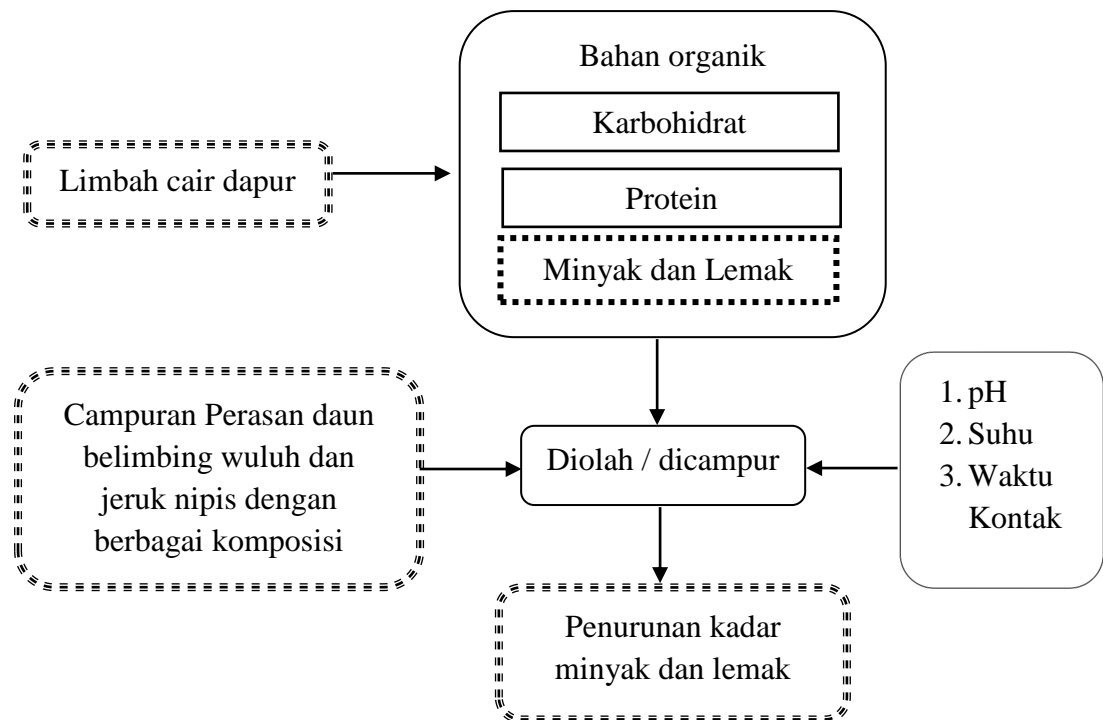 Bahan organik
Karbohidrat
Limbah cair dapur
Protein
Minyak dan Lemak
Campuran Perasan daun
belimbing wuluh dan
jeruk nipis dengan
berbagai komposisi
Diolah / dicampur
1. pH
2. Suhu
3. Waktu
Kontak
Penurunan kadar
minyak dan lemak